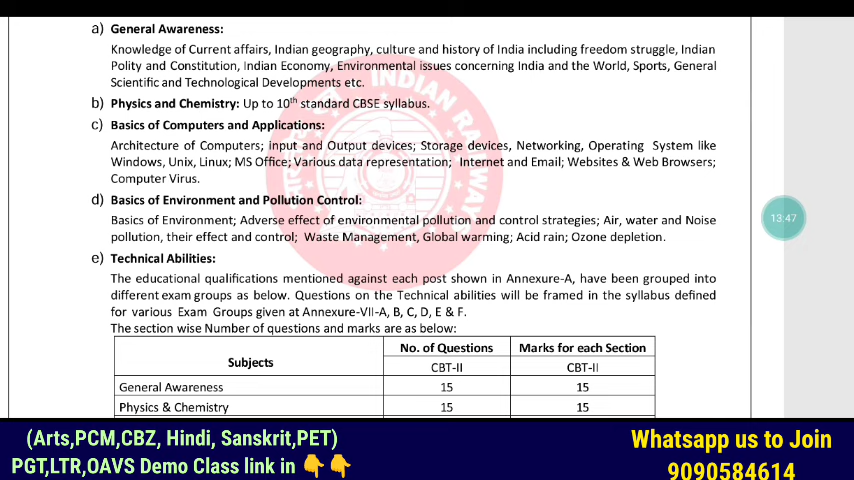 a) General Awareness:
Knowledge of Current affairs, Indian geography, culture and history of India including freedom struggle, Indian
Polity and Constitution, Indian Economy, Environmental issues concerning India and the World, Sports, General
Scientific and Technological Developments etc.
b) Physics and Chemistry: Up to 10th standard CBSE syllabus.
c) Basics of Computers and Applications:
Architecture of Computers; input and Output devices; Storage devices, Networking, Operating System like
Windows, Unix, Linux; MS Office; Various data representation; Internet and Email; Websites & Web Browsers;
Computer Virus.
d) Basics of Environment and Pollution Control:
Basics of Environment; Adverse effect of environmental pollution and control strategies; Air, water and Noise
pollution, their effect and control; Waste Management, Global warming; Acid rain; Ozone depletion.
e) Technical Abilities:
The educational qualifications mentioned against each post shown in Annexure-A, have been grouped into
different exam groups as below. Questions on the Technical abilities will be framed in the syllabus defined
for various Exam Groups given at Annexure-VII-A, B, C, D, E & F.
The section wise Number of questions and marks are as below:
Subjects No. of Questions Marks for each Section
CBT-II CBT-II
General Awareness 15 15
Physics & Chemistry 15 15
INDIAN RAILWAYS
13:47
(Arts,PCM,CBZ, Hindi, Sanskrit,PET)
PGT,LTR,OAVS Demo Class link in 👇👇
Whatsapp us to Join
9090584614